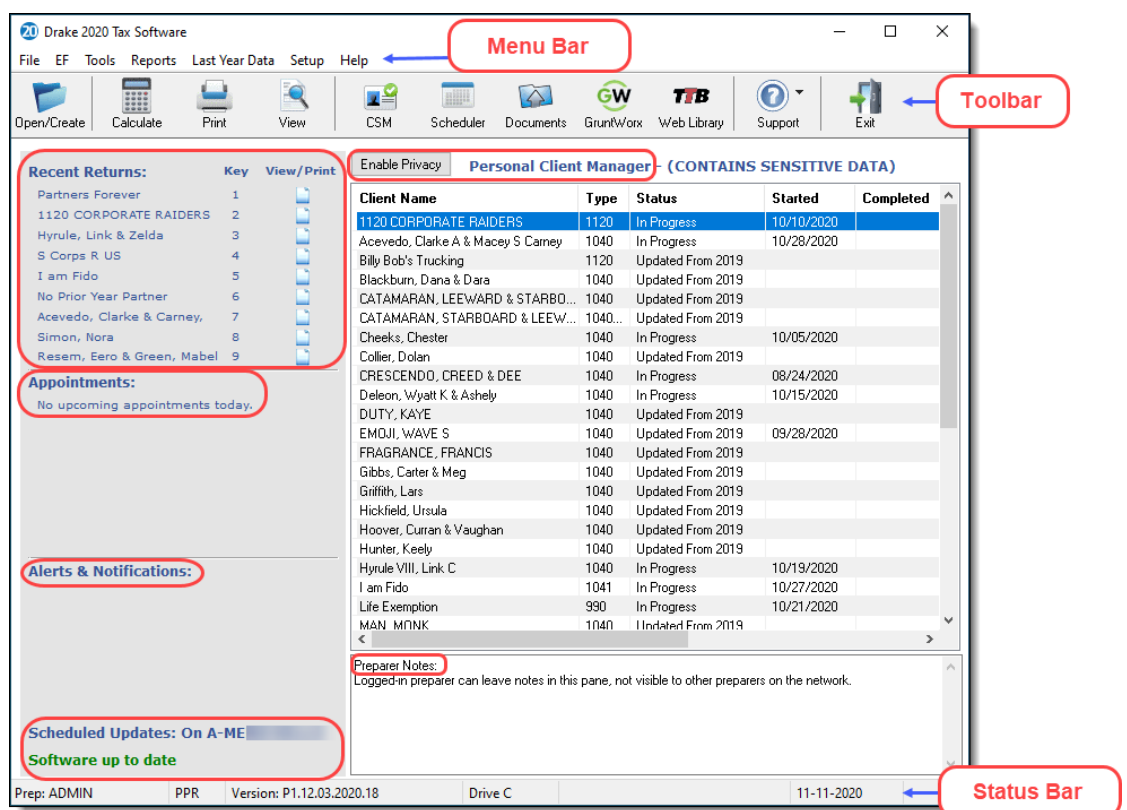 20 Drake 2020 Tax Software
Menu Bar
File EF Tools Reports Last Year Data Setup Help
Open/Create Calculate Print View CSM Scheduler Documents GW GruntWorx TTB Web Library ? Support Exit
Toolbar
Recent Returns: Key View/Print
Partners Forever 1
1120 CORPORATE RAIDERS 2
Hyrule, Link & Zelda 3
S Corps R US 4
I am Fido 5
No Prior Year Partner 6
Acevedo, Clarke & Carney, 7
Simon, Nora 8
Resem, Eero & Green, Mabel 9
Appointments:
No upcoming appointments today.
Alerts & Notifications:
Scheduled Updates: On A-ME
Software up to date
Enable Privacy Personal Client Manager - (CONTAINS SENSITIVE DATA)
Client Name Type Status Started Completed
1120 CORPORATE RAIDERS 1120 In Progress 10/10/2020
Acevedo, Clarke A & Macey S Carney 1040 In Progress 10/28/2020
Billy Bob's Trucking 1120 Updated From 2019
Blackburn, Dana & Dara 1040 Updated From 2019
CATAMARAN, LEEWARD & STARBO... 1040 Updated From 2019
CATAMARAN, STARBOARD & LEEW... 1040... Updated From 2019
Cheeks, Chester 1040 In Progress 10/05/2020
Collier, Dolan 1040 Updated From 2019
CRESCENDO, CREED & DEE 1040 In Progress 08/24/2020
Deleon, Wyatt K & Ashely 1040 In Progress 10/15/2020
DUTY, KAYE 1040 Updated From 2019
EMOJI, WAVE S 1040 Updated From 2019 09/28/2020
FRAGRANCE, FRANCIS 1040 Updated From 2019
Gibbs, Carter & Meg 1040 Updated From 2019
Griffith, Lars 1040 Updated From 2019
Hickfield, Ursula 1040 Updated From 2019
Hoover, Curran & Vaughan 1040 Updated From 2019
Hunter, Keely 1040 Updated From 2019
Hyrule VIII, Link C 1040 In Progress 10/19/2020
I am Fido 1041 In Progress 10/27/2020
Life Exemption 990 In Progress 10/21/2020
MAN, MONK 1040 Updated From 2019
Preparer Notes:
Logged-in preparer can leave notes in this pane, not visible to other preparers on the network.
Prep: ADMIN PPR Version: P1.12.03.2020.18 Drive C 11-11-2020
Status Bar